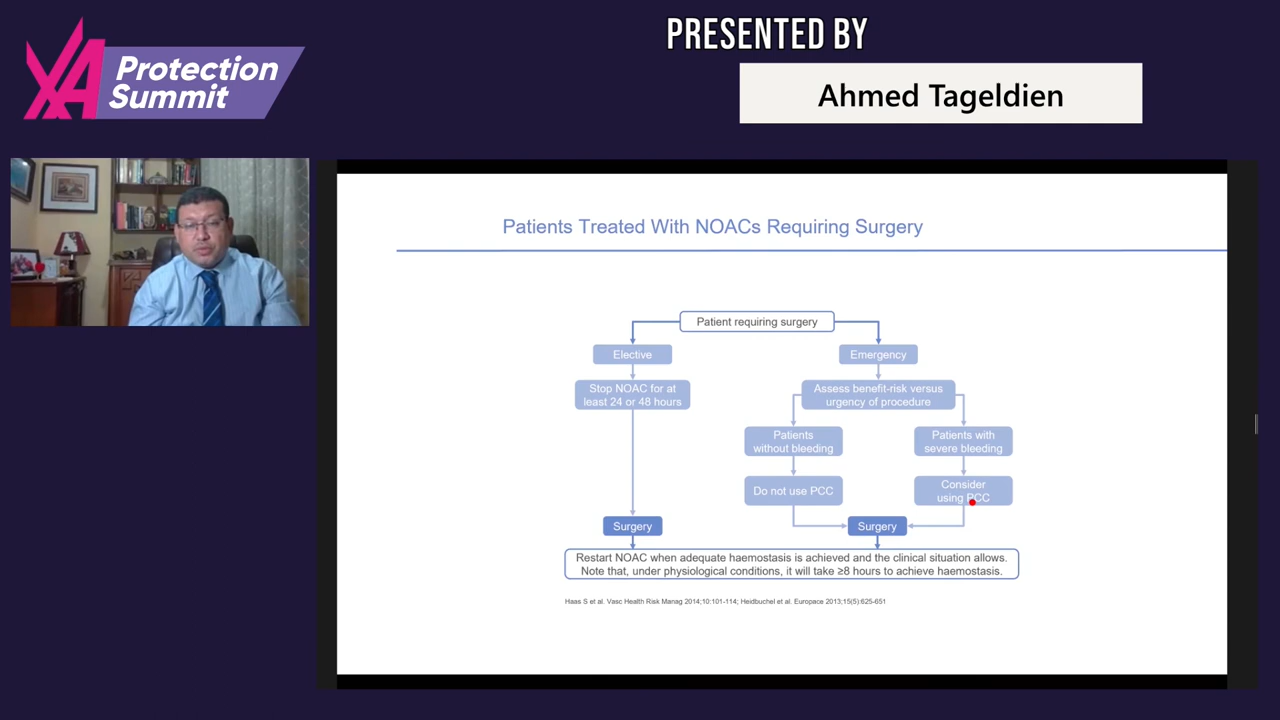 XA Protection
Summit
PRESENTED BY
Ahmed Tageldien
Patients Treated With NOACs Requiring Surgery
Patient requiring surgery
Elective
Emergency
Stop NOAC for at
least 24 or 48 hours
Assess benefit-risk versus
urgency of procedure
Patients
without bleeding
Patients with
severe bleeding
Do not use PCC
Consider
using PCC
Surgery
Surgery
Restart NOAC when adequate haemostasis is achieved and the clinical situation allows.
Note that, under physiological conditions, it will take ≥8 hours to achieve haemostasis.
Haas S et al. Vasc Health Risk Manag 2014;10:101-114; Heidbuchel et al. Europace 2013;15(5):625-651